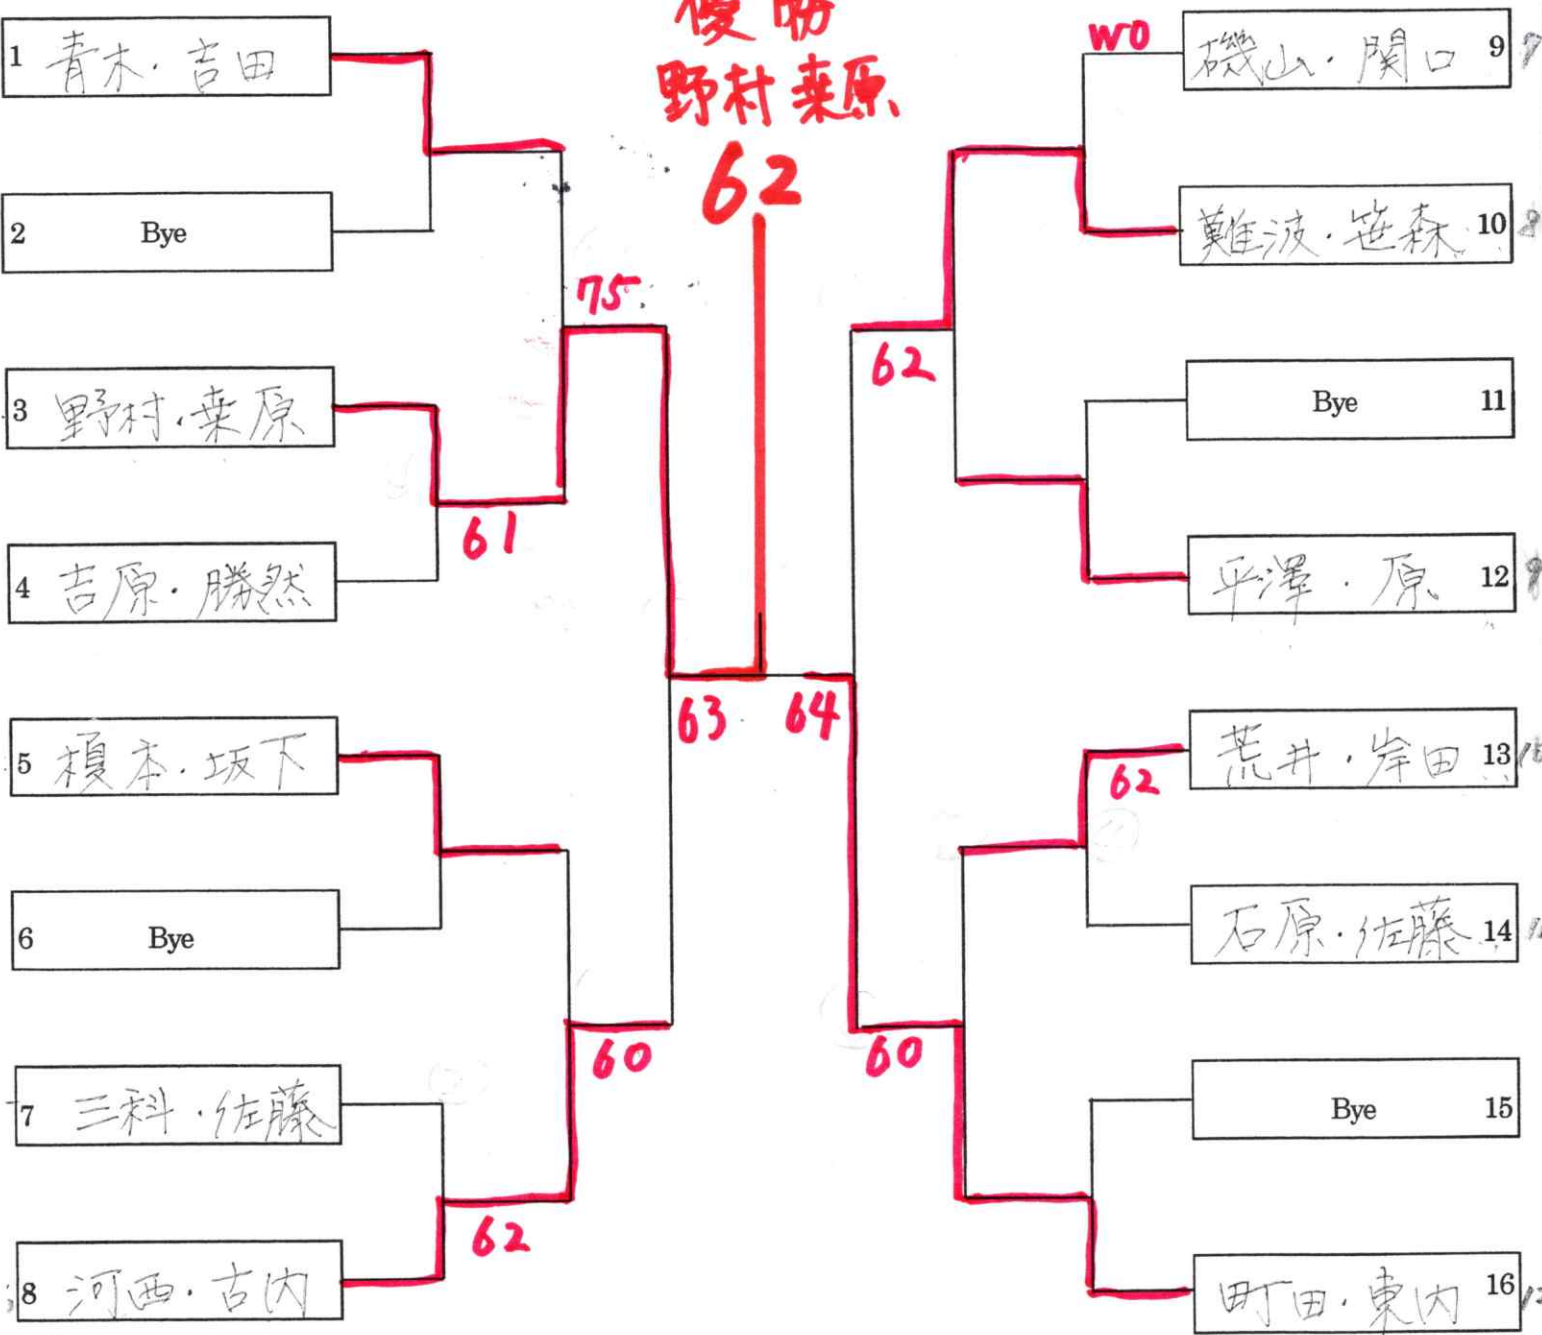 優勝
野村 桒原
62
1 青木・吉田
2 Bye
3 野村・桒原
4 吉原・勝然
5 榎本・坂下
6 Bye
7 三科・佐藤
8 河西・古内
75
61
63
60
62
WO
磯山・関口 9
難波・笹森 10
Bye 11
平澤・原 12
荒井・岸田 13
石原・佐藤 14
Bye 15
町田・東内 16
62
64
62
60